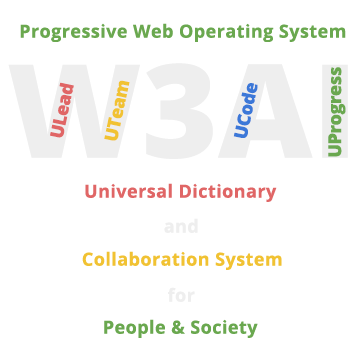 Progressive Web Operating System
W3AI
ULead
UTeam
UCode
UProgress
Universal Dictionary
and
Collaboration System
for
People & Society